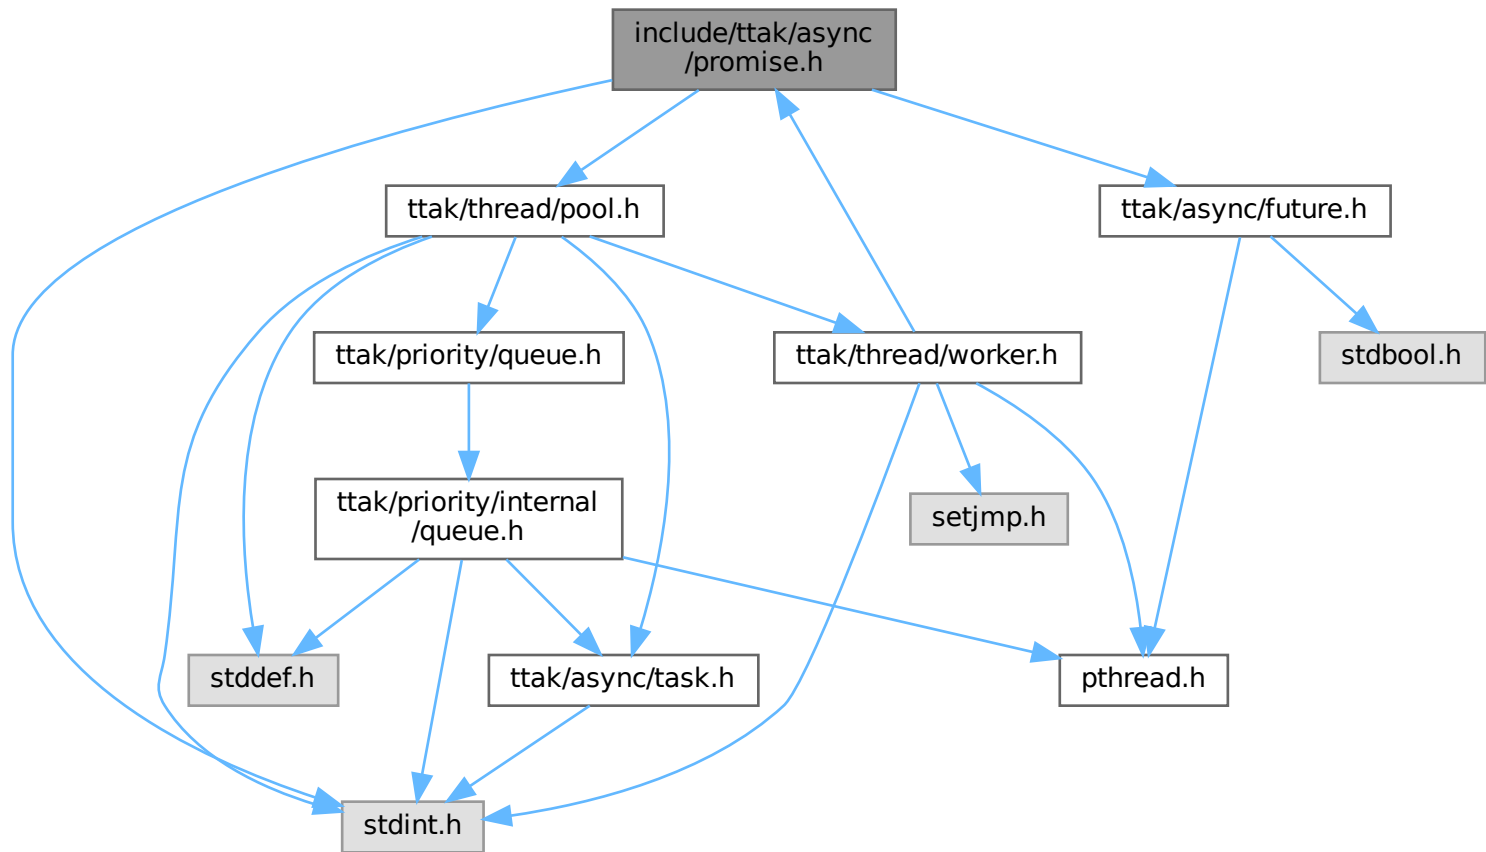 include/ttak/async
/promise.h
ttak/thread/pool.h
ttak/async/future.h
ttak/priority/queue.h
ttak/thread/worker.h
stdbool.h
ttak/priority/internal
/queue.h
setjmp.h
stddef.h
ttak/async/task.h
pthread.h
stdint.h